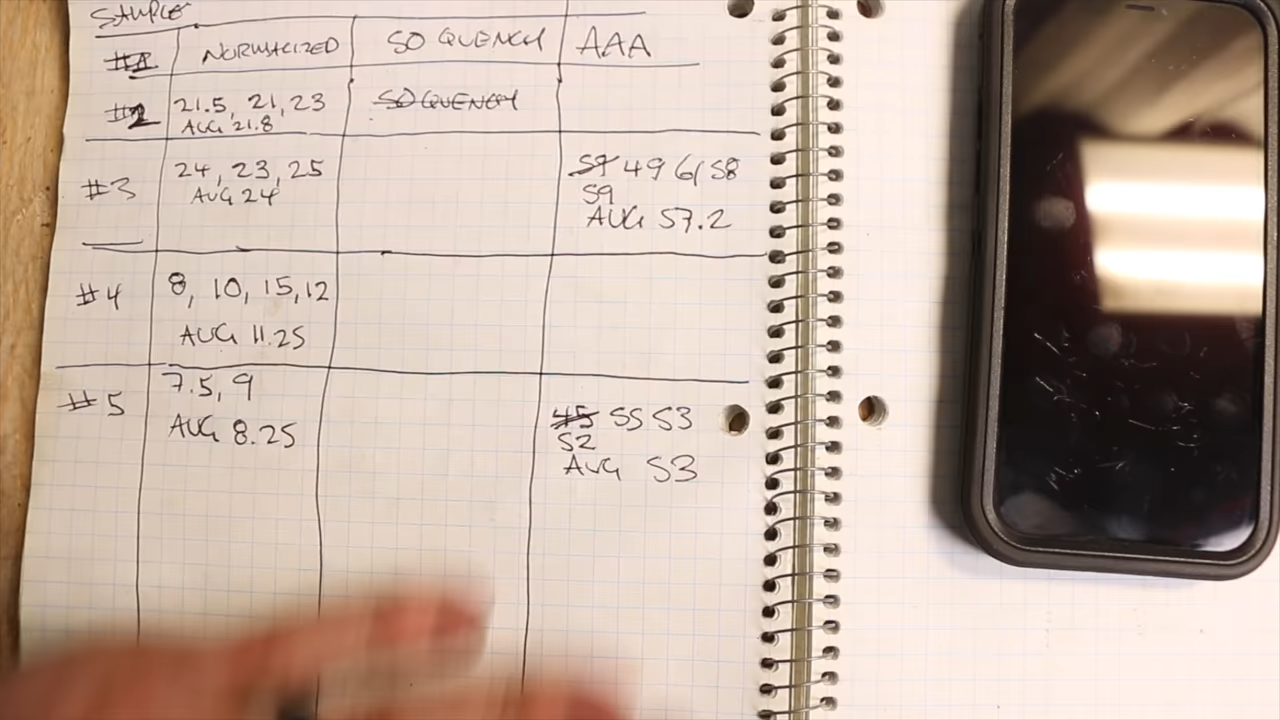 SAMPLE
NORMALIZED SO QUENCH AAA
#2 21.5, 21, 23 SO QUENCH
AVG 21.8
#3 24, 23, 25 57 49 61 58
AVG 24 59
AVG 57.2
#4 8, 10, 15, 12
AVG 11.25
#5 7.5, 9 45 55 53
AVG 8.25 52
AVG 53